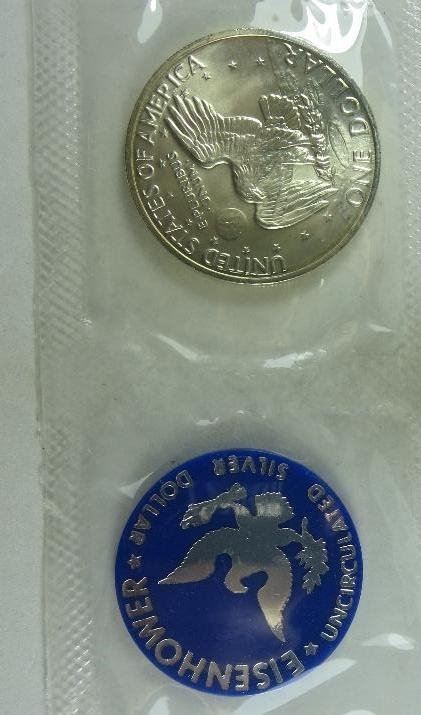 UNITED STATES OF AMERICA
E PLURIBUS
UNUM
ONE DOLLAR
EISENHOWER
UNCIRCULATED SILVER DOLLAR